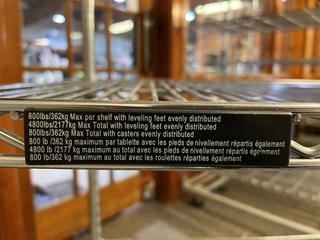 800lbs/362kg Max per shelf with leveling feet evenly distributed
4800lbs/2177kg Max Total with leveling feet evenly distributed
800lbs/362kg Max Total with casters evenly distributed
800 lb /362 kg maximum par tablette avec les pieds de nivellement répartis également
4800 lb /2177 kg maximum au total avec les pieds de nivellement répartis également
800 lb/362 kg maximum au total avec les roulettes réparties également